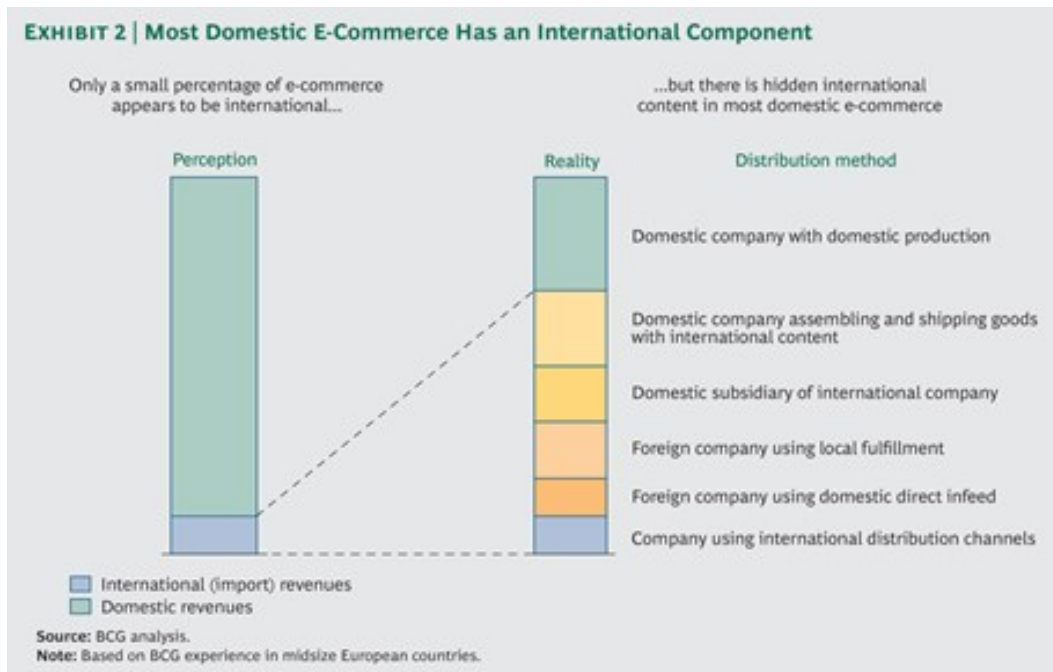 EXHIBIT 2 | Most Domestic E-Commerce Has an International Component
Only a small percentage of e-commerce
appears to be international...
...but there is hidden international
content in most domestic e-commerce
Perception
Reality
Distribution method
Domestic company with domestic production
Domestic company assembling and shipping goods
with international content
Domestic subsidiary of international company
Foreign company using local fulfillment
Foreign company using domestic direct infeed
Company using international distribution channels
International (import) revenues
Domestic revenues
Source: BCG analysis.
Note: Based on BCG experience in midsize European countries.